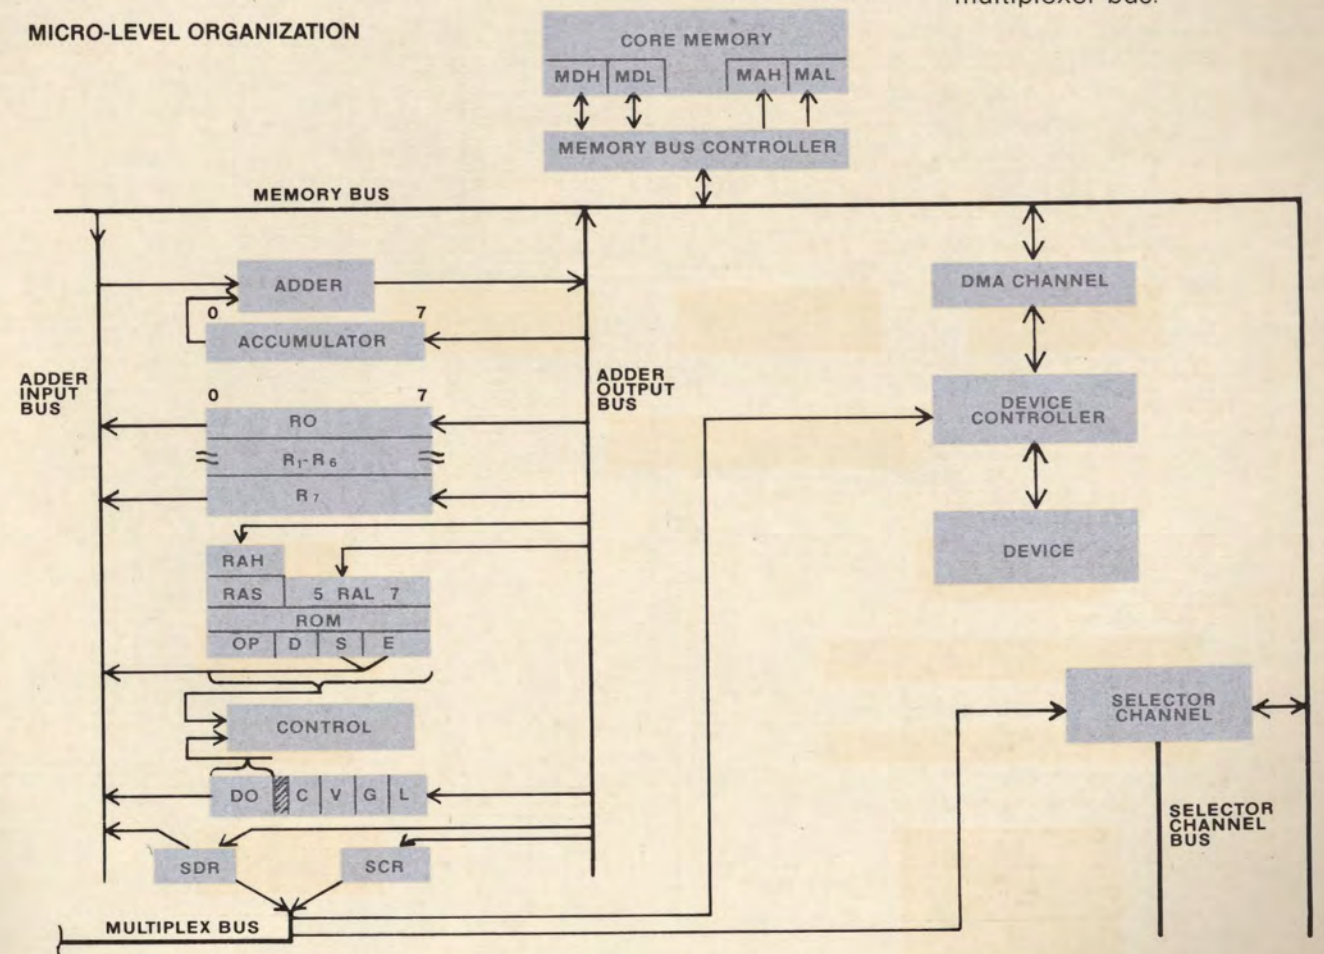 multiplexer bus.
MICRO-LEVEL ORGANIZATION
CORE MEMORY
MDH MDL MAH MAL
MEMORY BUS CONTROLLER
MEMORY BUS
ADDER
DMA CHANNEL
0 7
ACCUMULATOR
ADDER
INPUT
BUS
ADDER
OUTPUT
BUS
0 7
RO
R1-R6
R7
DEVICE
CONTROLLER
DEVICE
RAH
RAS 5 RAL 7
ROM
OP D S E
CONTROL
SELECTOR
CHANNEL
DO C V G L
SELECTOR
CHANNEL
BUS
SDR SCR
MULTIPLEX BUS